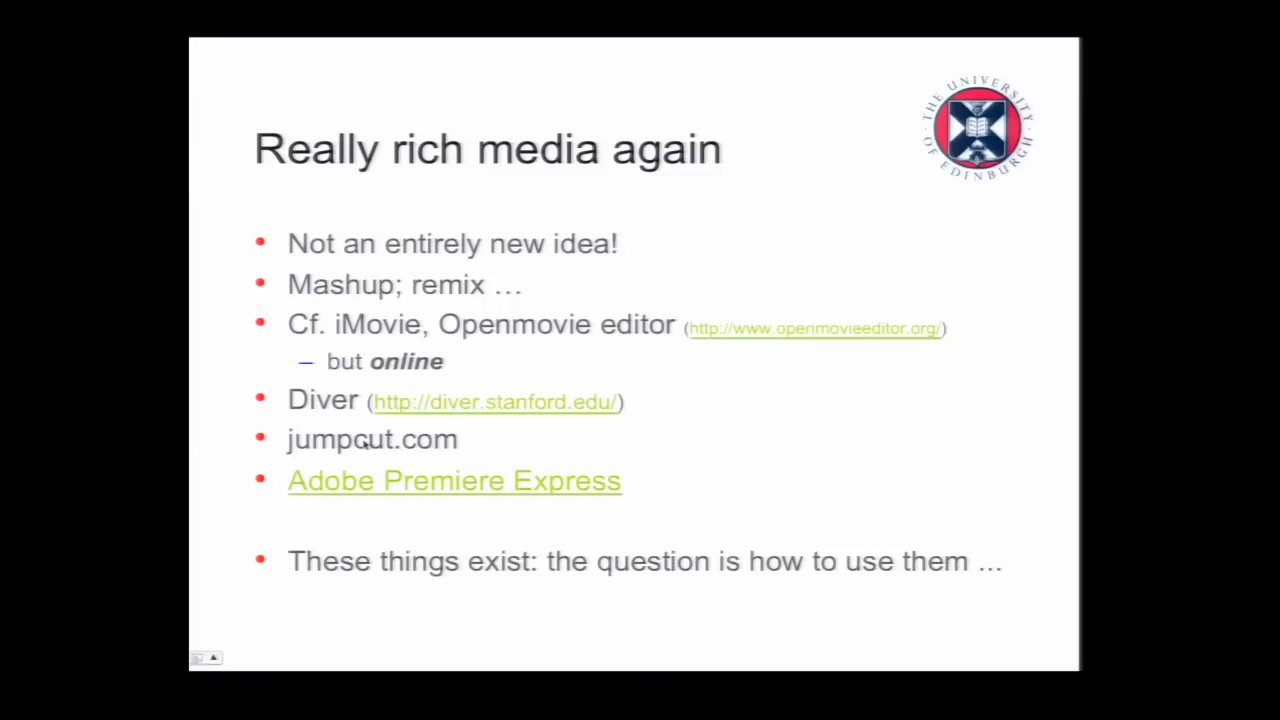 THE UNIVERSITY OF EDINBURGH
Really rich media again
• Not an entirely new idea!
• Mashup; remix …
• Cf. iMovie, Openmovie editor (http://www.openmovieeditor.org/)
– but online
• Diver (http://diver.stanford.edu/)
• jumpcut.com
• Adobe Premiere Express
• These things exist: the question is how to use them ...